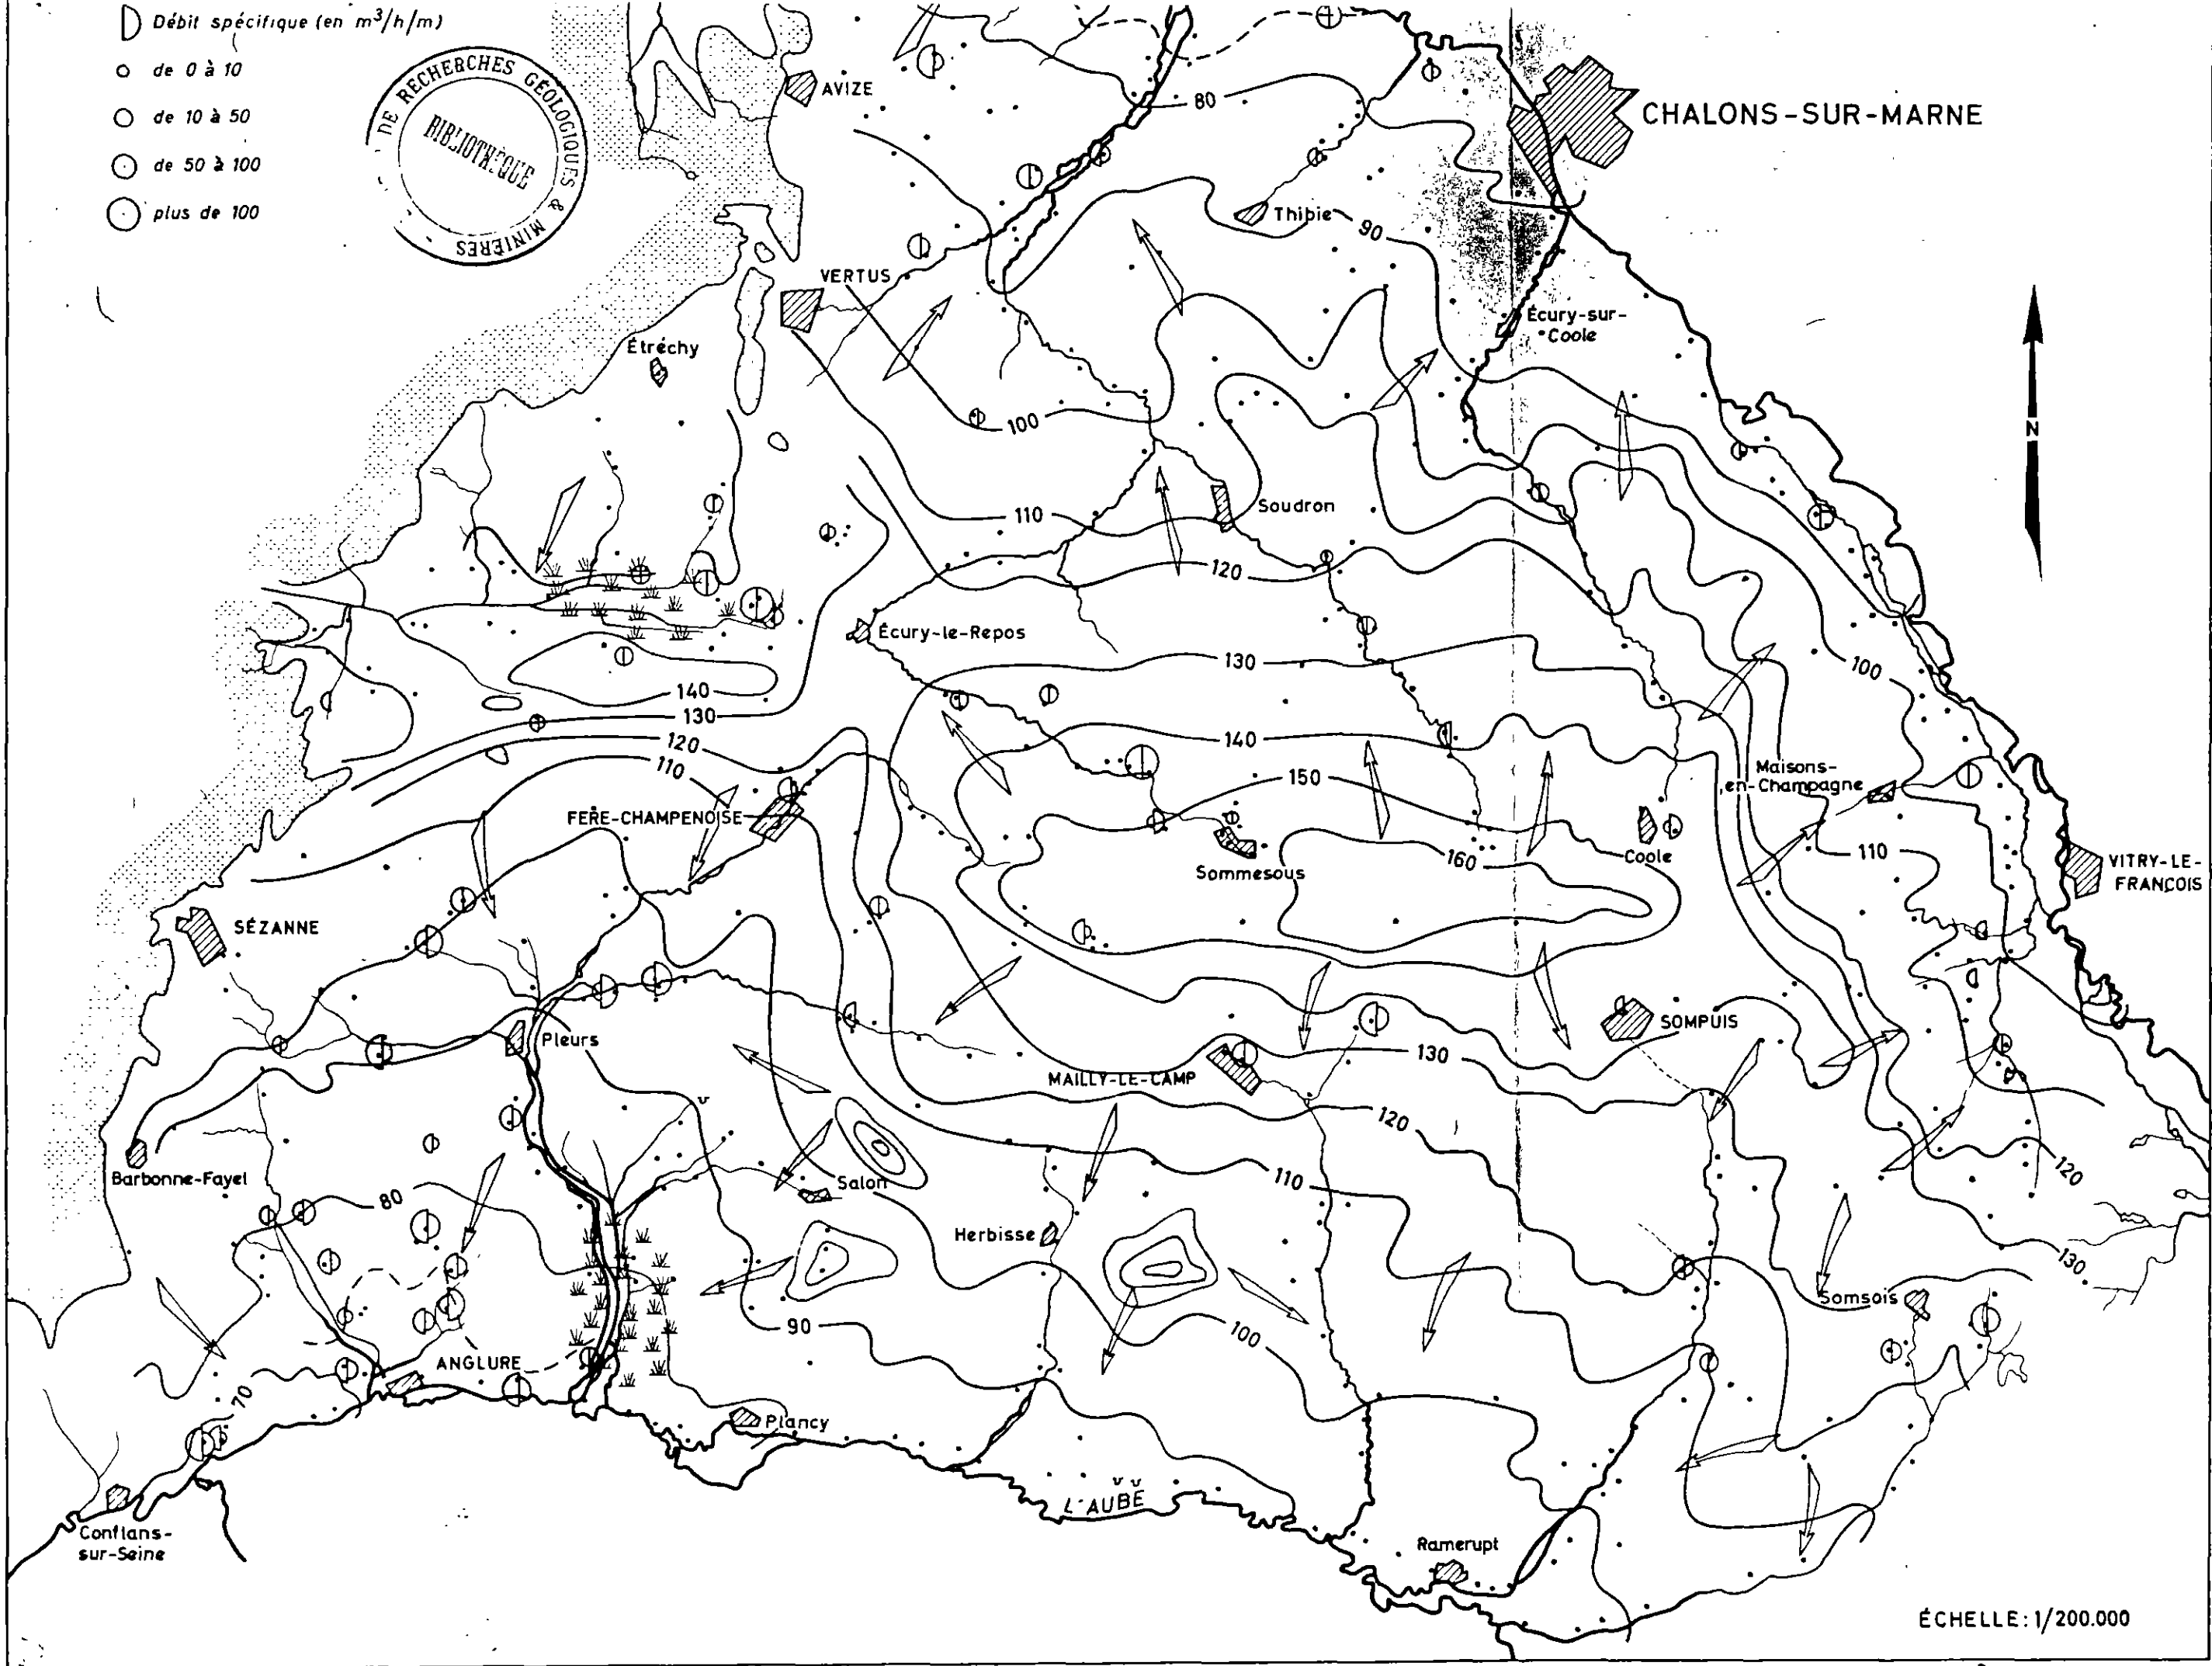 Débit spécifique (en m³/h/m)
de 0 à 10
de 10 à 50
de 50 à 100
plus de 100
DE RECHERCHES GÉOLOGIQUES & MINIÈRES
BIBLIOTHÈQUE
AVIZE
80
CHALONS-SUR-MARNE
Thibie
90
VERTUS
Écury-sur-
Coole
Étréchy
N
100
110
Soudron
120
Écury-le-Repos
130
100
140
130
120
140
110
150
Maisons-
en-Champagne
FÈRE-CHAMPENOISE
160
Coole
110
VITRY-LE-
FRANÇOIS
Sommesous
SÉZANNE
SOMPUIS
Pleurs
130
MAILLY-LE-CAMP
120
Barbonne-Fayel
Salon
110
120
80
Herbisse
130
Somsois
90
100
ANGLURE
70
Plancy
L'AUBE
Conflans-
sur-Seine
Ramerupt
ÉCHELLE: 1/200.000